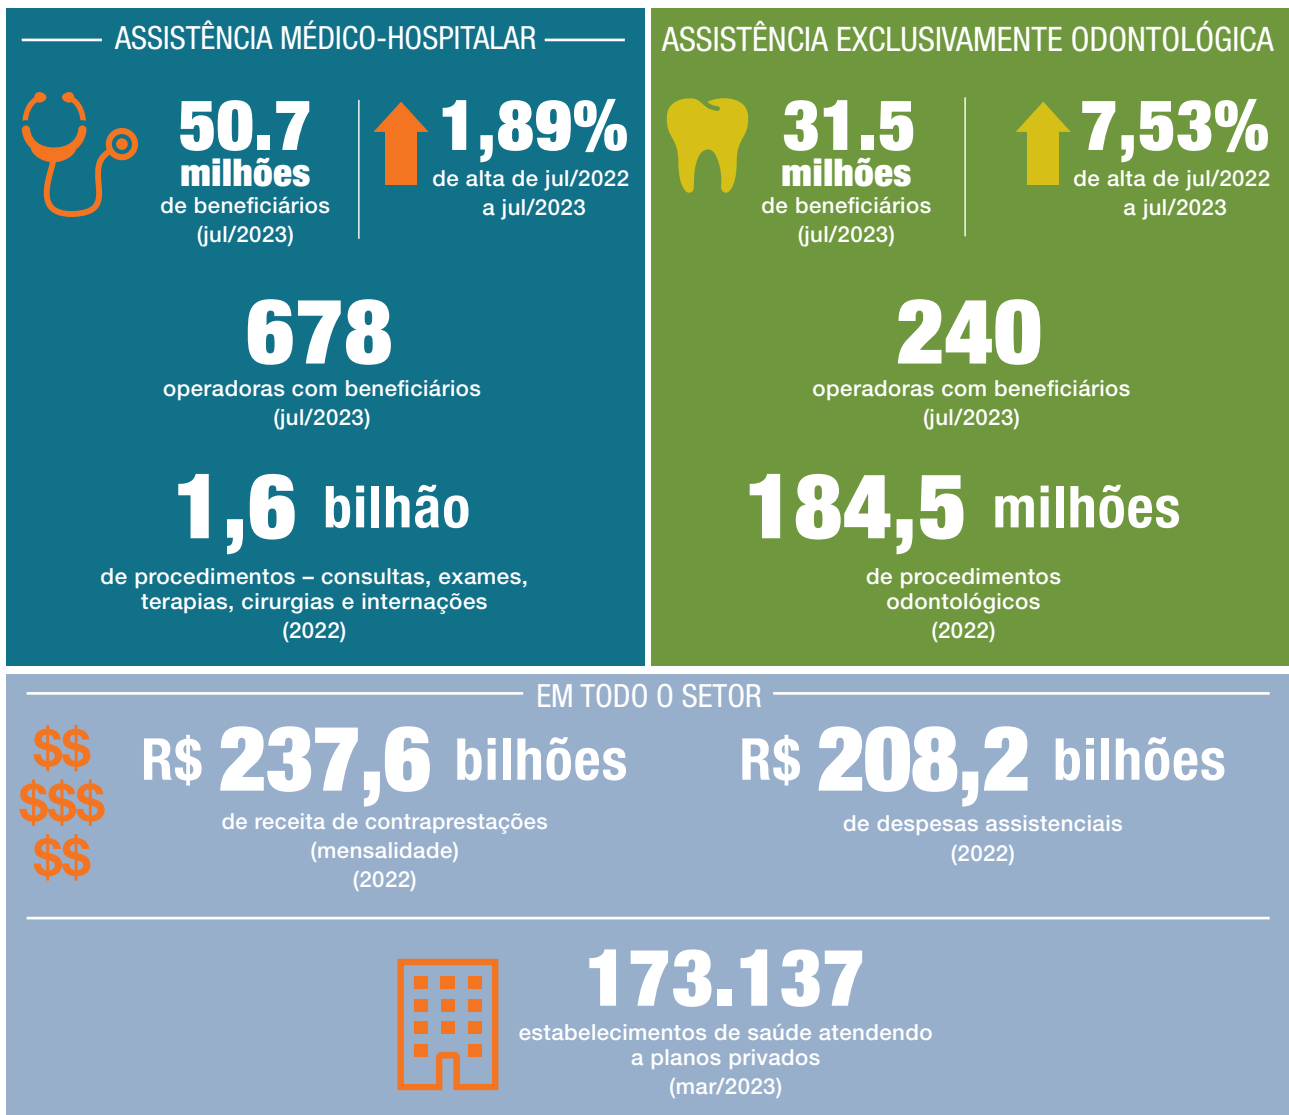 ASSISTÊNCIA MÉDICO-HOSPITALAR
50.7
milhões
de beneficiários
(jul/2023)
1,89%
de alta de jul/2022
a jul/2023
678
operadoras com beneficiários
(jul/2023)
1,6 bilhão
de procedimentos – consultas, exames,
terapias, cirurgias e internações
(2022)
ASSISTÊNCIA EXCLUSIVAMENTE ODONTOLÓGICA
31.5
milhões
de beneficiários
(jul/2023)
7,53%
de alta de jul/2022
a jul/2023
240
operadoras com beneficiários
(jul/2023)
184,5 milhões
de procedimentos
odontológicos
(2022)
EM TODO O SETOR
$$
$$$
$$
R$ 237,6 bilhões
de receita de contraprestações
(mensalidade)
(2022)
R$ 208,2 bilhões
de despesas assistenciais
(2022)
173.137
estabelecimentos de saúde atendendo
a planos privados
(mar/2023)